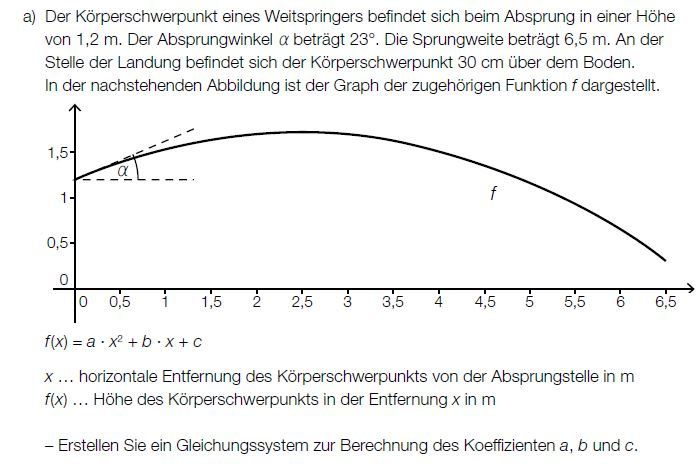 a) Der Körperschwerpunkt eines Weitspringers befindet sich beim Absprung in einer Höhe
von 1,2 m. Der Absprungwinkel α beträgt 23°. Die Sprungweite beträgt 6,5 m. An der
Stelle der Landung befindet sich der Körperschwerpunkt 30 cm über dem Boden.
In der nachstehenden Abbildung ist der Graph der zugehörigen Funktion f dargestellt.
1,5
α
1
f
0,5
0
0 0,5 1 1,5 2 2,5 3 3,5 4 4,5 5 5,5 6 6,5
f(x) = a · x² + b · x + c
x … horizontale Entfernung des Körperschwerpunkts von der Absprungstelle in m
f(x) … Höhe des Körperschwerpunkts in der Entfernung x in m
– Erstellen Sie ein Gleichungssystem zur Berechnung des Koeffizienten a, b und c.